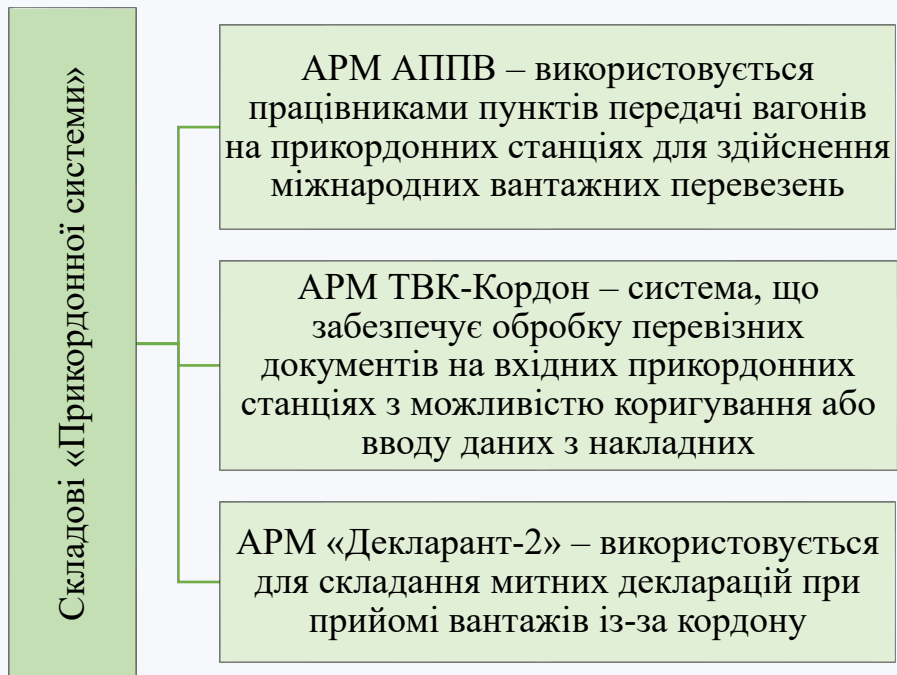 Складові «Прикордонної системи»
АРМ АППВ – використовується
працівниками пунктів передачі вагонів
на прикордонних станціях для здійснення
міжнародних вантажних перевезень
АРМ ТВК-Кордон – система, що
забезпечує обробку перевізних
документів на вхідних прикордонних
станціях з можливістю коригування або
вводу даних з накладних
АРМ «Декларант-2» – використовується
для складання митних декларацій при
прийомі вантажів із-за кордону